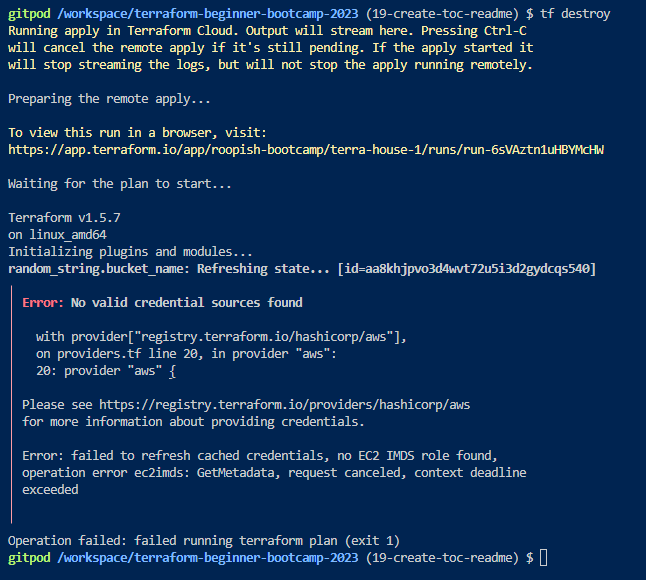 gitpod /workspace/terraform-beginner-bootcamp-2023 (19-create-toc-readme) $ tf destroy
Running apply in Terraform Cloud. Output will stream here. Pressing Ctrl-C
will cancel the remote apply if it's still pending. If the apply started it
will stop streaming the logs, but will not stop the apply running remotely.
Preparing the remote apply...
To view this run in a browser, visit:
https://app.terraform.io/app/roopish-bootcamp/terra-house-1/runs/run-6sVAztn1uHBYMcHW
Waiting for the plan to start...
Terraform v1.5.7
on linux_amd64
Initializing plugins and modules...
random_string.bucket_name: Refreshing state... [id=aa8khjpvo3d4wvt72u5i3d2gydcqs540]
Error: No valid credential sources found
with provider["registry.terraform.io/hashicorp/aws"],
on providers.tf line 20, in provider "aws":
20: provider "aws" {
Please see https://registry.terraform.io/providers/hashicorp/aws
for more information about providing credentials.
Error: failed to refresh cached credentials, no EC2 IMDS role found,
operation error ec2imds: GetMetadata, request canceled, context deadline
exceeded
Operation failed: failed running terraform plan (exit 1)
gitpod /workspace/terraform-beginner-bootcamp-2023 (19-create-toc-readme) $